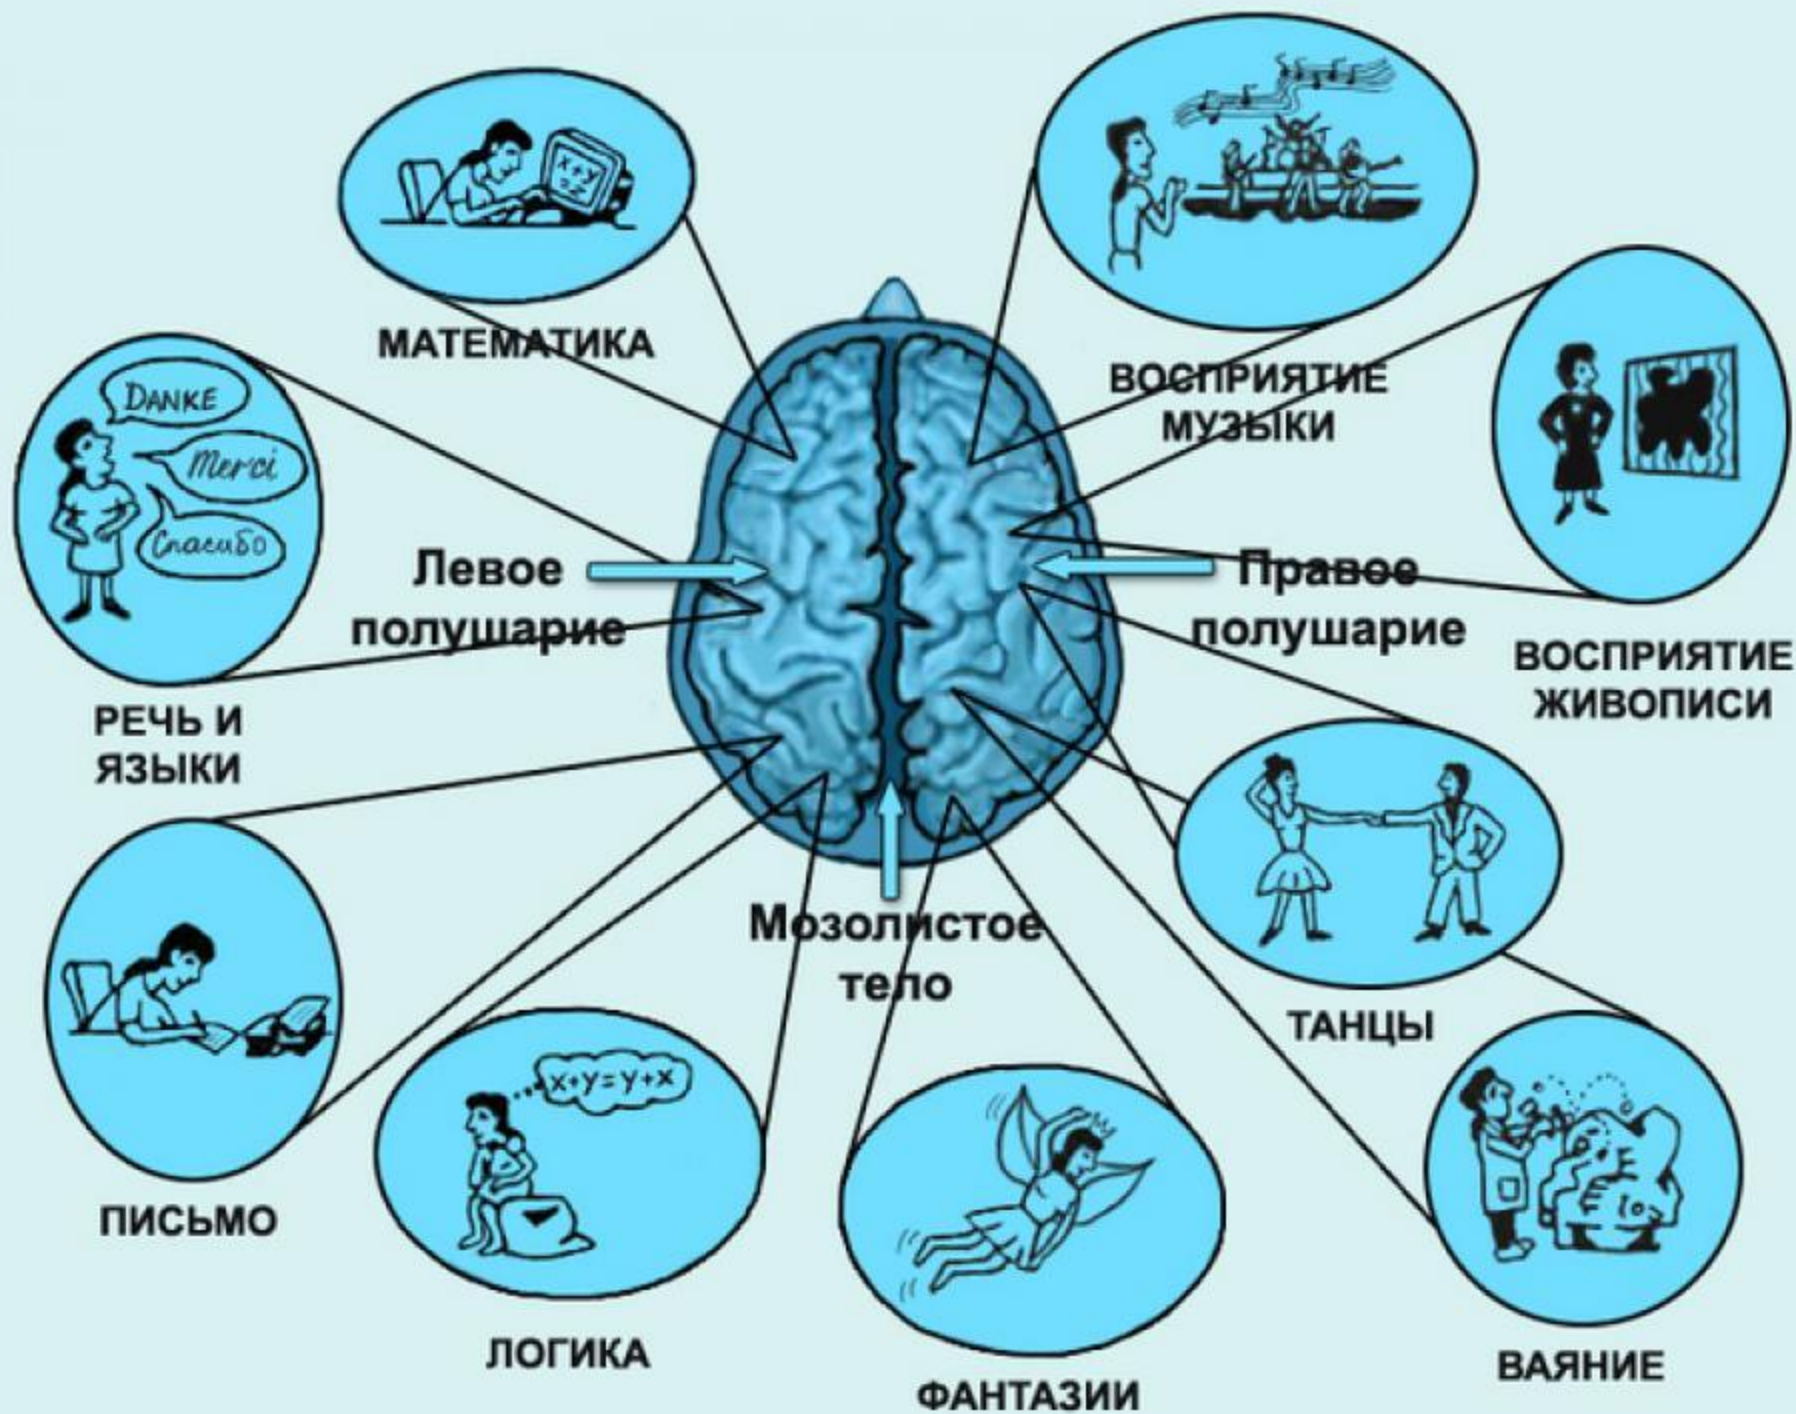 X+Y
=Z
МАТЕМАТИКА
ВОСПРИЯТИЕ
МУЗЫКИ
DANKE
Merci
Спасибо
РЕЧЬ И
ЯЗЫКИ
Левое
полушарие
Правое
полушарие
ВОСПРИЯТИЕ
ЖИВОПИСИ
Мозолистое
тело
ТАНЦЫ
ПИСЬМО
X+Y=Y+X
ЛОГИКА
ФАНТАЗИИ
ВАЯНИЕ